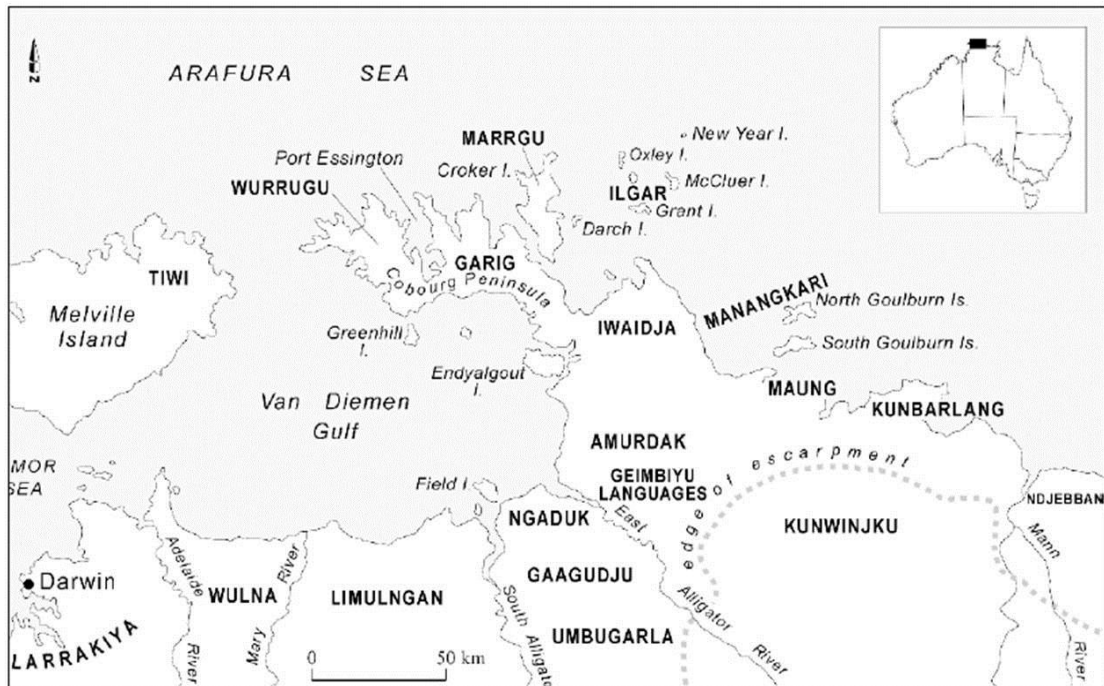 N
ARAFURA SEA
MARRGU
New Year I.
Port Essington
Croker I.
Oxley I.
WURRUGU
ILGAR
McCluer I.
Grant I.
Darch I.
TIWI
GARIG
Cobourg Peninsula
MANANGKARI
North Goulburn Is.
Melville
Island
IWAIDJA
Greenhill
I.
South Goulburn Is.
Endyalgout
I.
MAUNG
Van Diemen
Gulf
KUNBARLANG
AMURDAK
edge of escarpment
MOR
SEA
GEIMBIYU
LANGUAGES
Field I.
NDJEBBAN
NGADUK
East
Alligator
River
KUNWINJKU
Mann
River
Adelaide
River
Darwin
WULNA
Mary
River
LIMULNGAN
GAAGUDJU
South Alligator
UMBUGARLA
LARRAKIYA
0 50 km